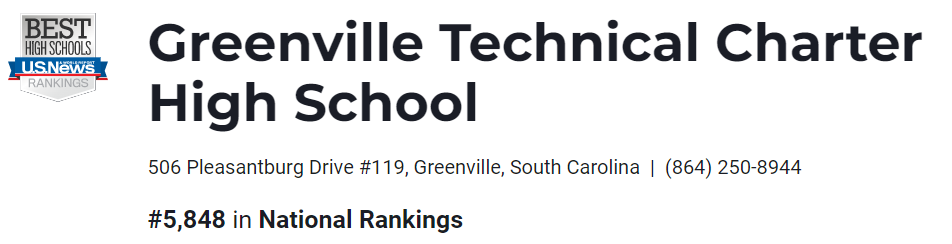 BEST
HIGH SCHOOLS
U.S.News
RANKINGS
Greenville Technical Charter
High School
506 Pleasantburg Drive #119, Greenville, South Carolina | (864) 250-8944
#5,848 in National Rankings